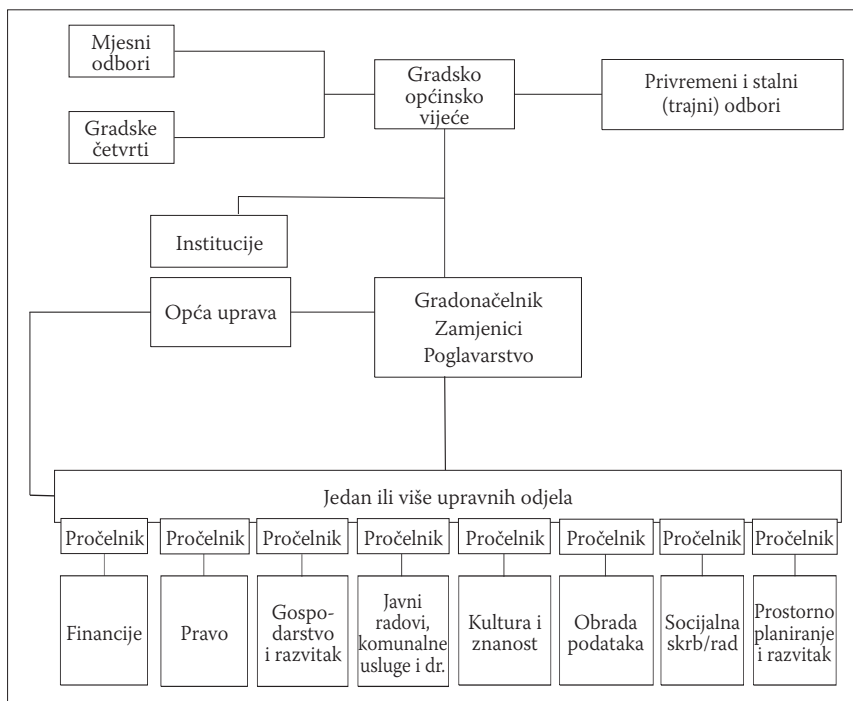 Mjesni
odbori
Gradske
četvrti
Gradsko
općinsko
vijeće
Privremeni i stalni
(trajni) odbori
Institucije
Opća uprava
Gradonačelnik
Zamjenici
Poglavarstvo
Jedan ili više upravnih odjela
Pročelnik
Pročelnik
Pročelnik
Pročelnik
Pročelnik
Pročelnik
Pročelnik
Pročelnik
Financije
Pravo
Gospo-
darstvo
i razvitak
Javni
radovi,
komunalne
usluge i dr.
Kultura i
znanost
Obrada
podataka
Socijalna
skrb/rad
Prostorno
planiranje
i razvitak